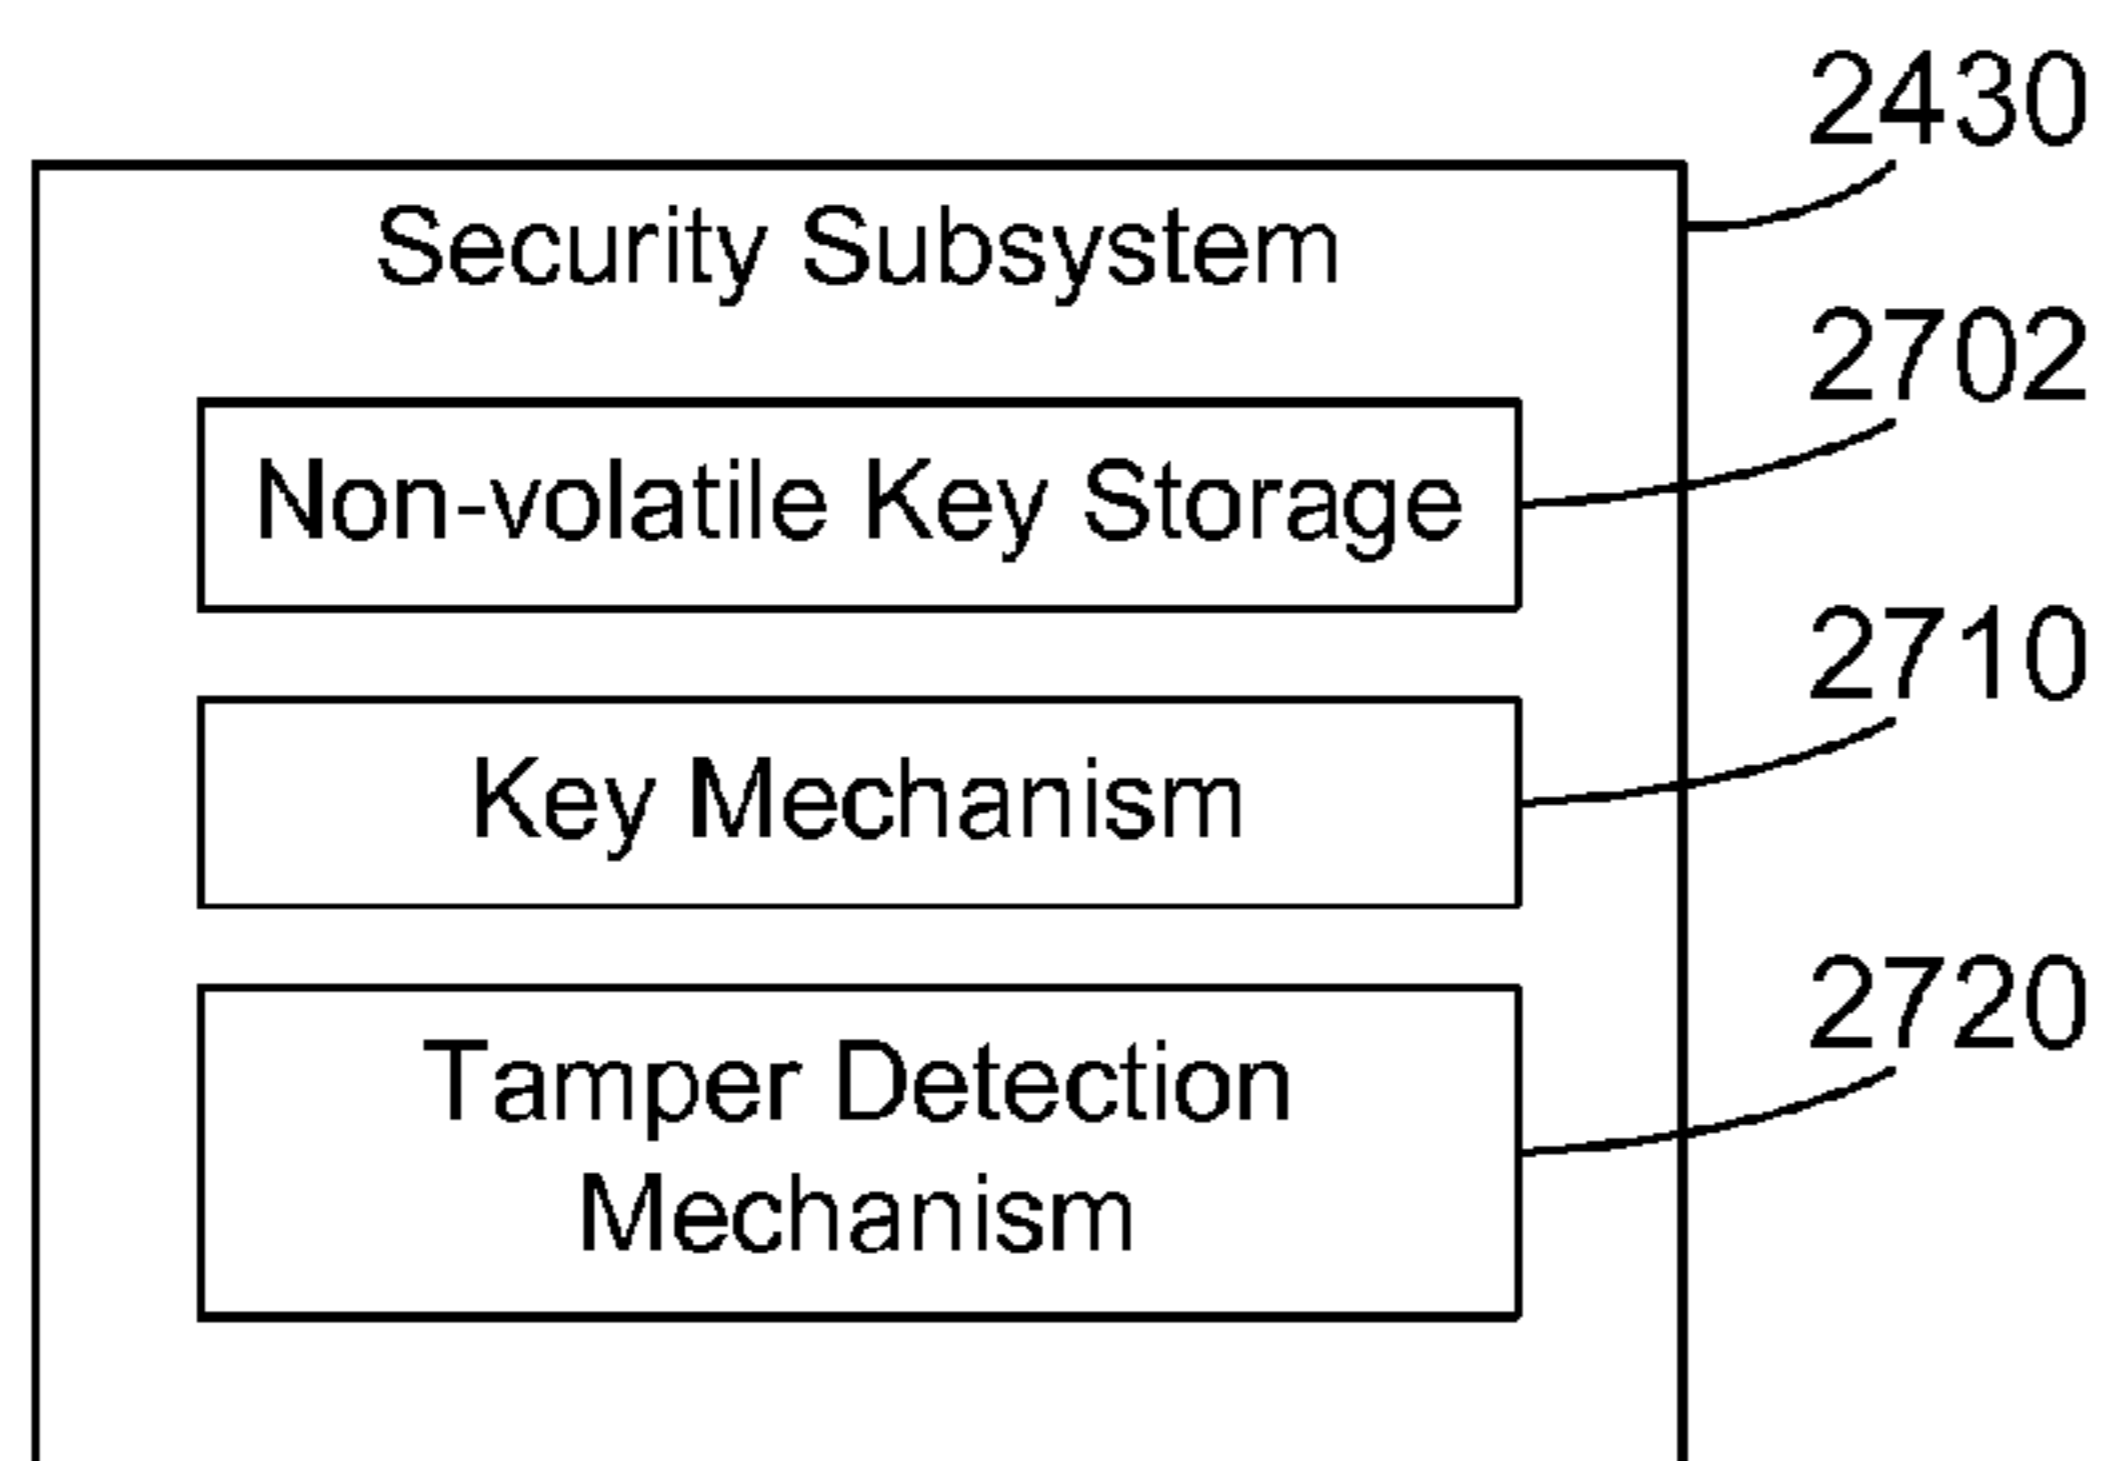 2430
Security Subsystem
2702
Non-volatile Key Storage
2710
Key Mechanism
2720
Tamper Detection
Mechanism